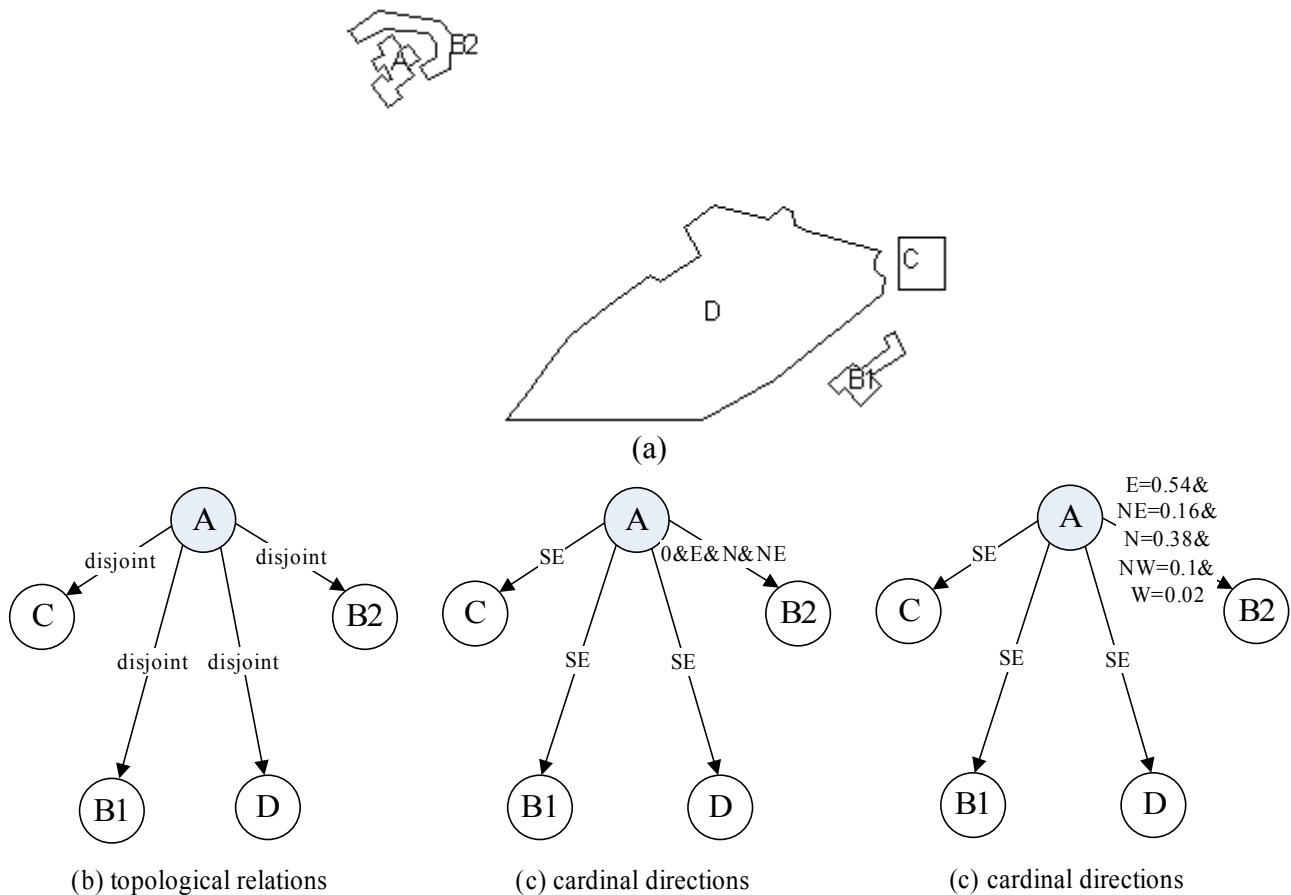 B2
A
C
D
B1
(a)
A
disjoint
disjoint
C
B2
disjoint
disjoint
B1
D
(b) topological relations
A
SE
0&E&N&NE
C
B2
SE
SE
B1
D
(c) cardinal directions
E=0.54&
NE=0.16&
N=0.38&
NW=0.1&
W=0.02
A
SE
C
B2
SE
SE
B1
D
(c) cardinal directions